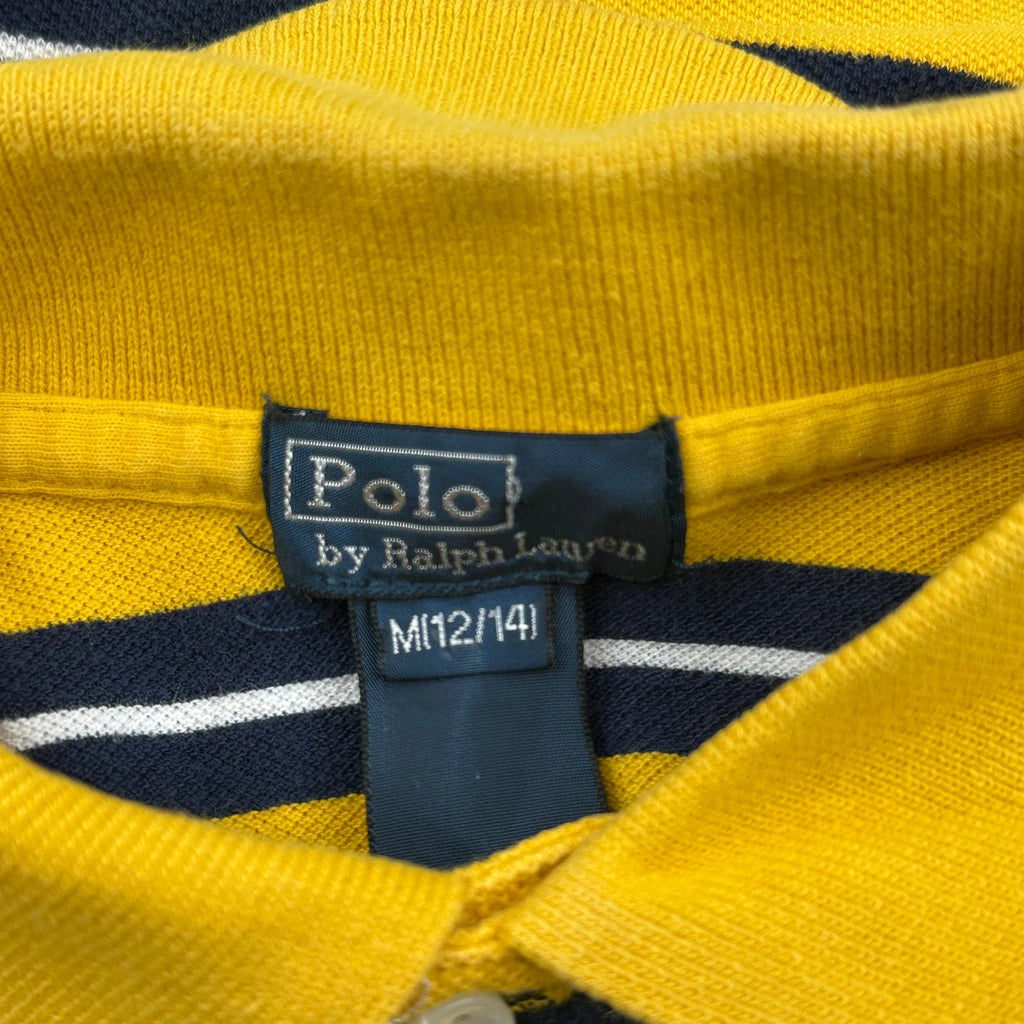 Polo
by Ralph Lauren
M(12/14)